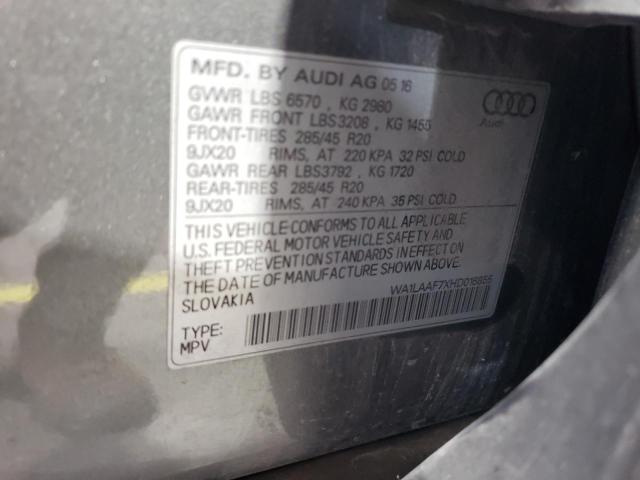 MFD. BY AUDI AG 05 16
GVWR LBS 6570 , KG 2980
GAWR FRONT LBS3208 , KG 1455
FRONT-TIRES 285/45 R20
9JX20 RIMS, AT 220 KPA 32 PSI COLD
GAWR REAR LBS3792 , KG 1720
REAR-TIRES 285/45 R20
9JX20 RIMS, AT 240 KPA 35 PSI COLD
Audi
THIS VEHICLE CONFORMS TO ALL APPLICABLE
U.S. FEDERAL MOTOR VEHICLE SAFETY AND
THEFT PREVENTION STANDARDS IN EFFECT ON
THE DATE OF MANUFACTURE SHOWN ABOVE
SLOVAKIA
WA1LAAF7XHD016855
TYPE:
MPV